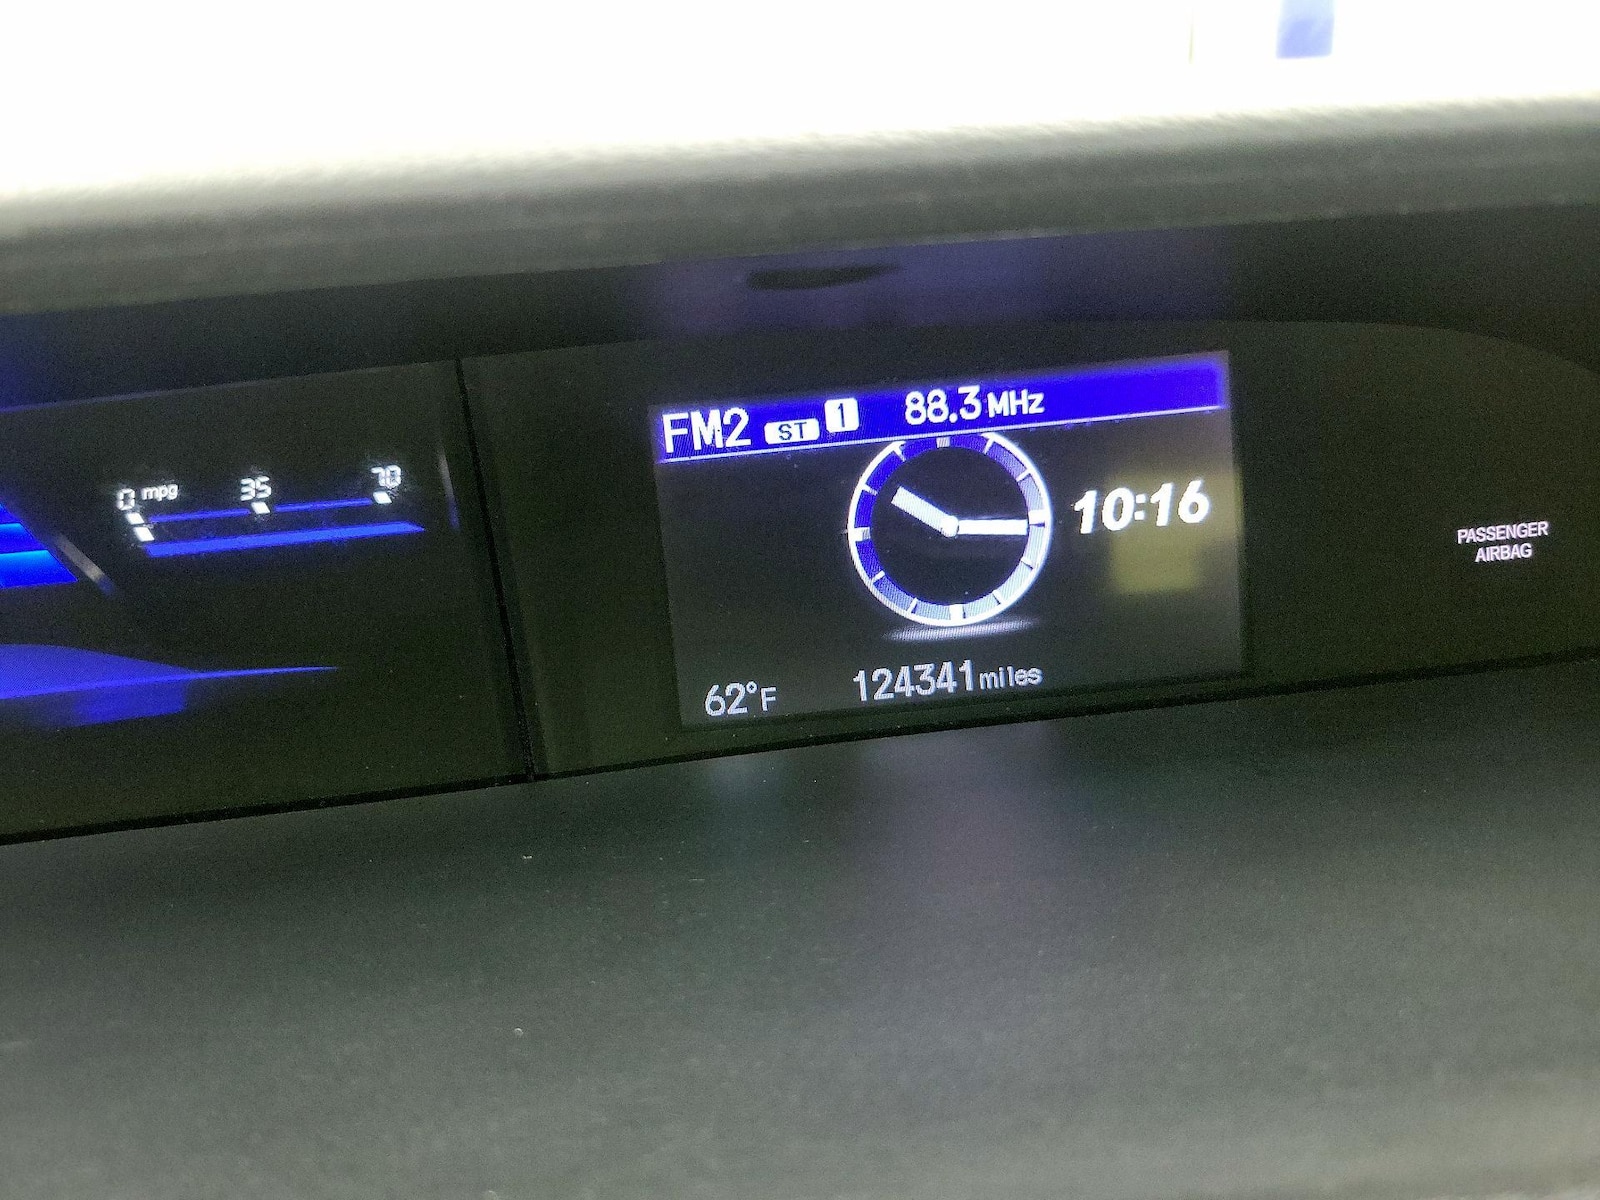 FM2 ST 1 88.3 MHz
0 mpg 35 70
10:16
PASSENGER
AIRBAG
62°F 124341 miles